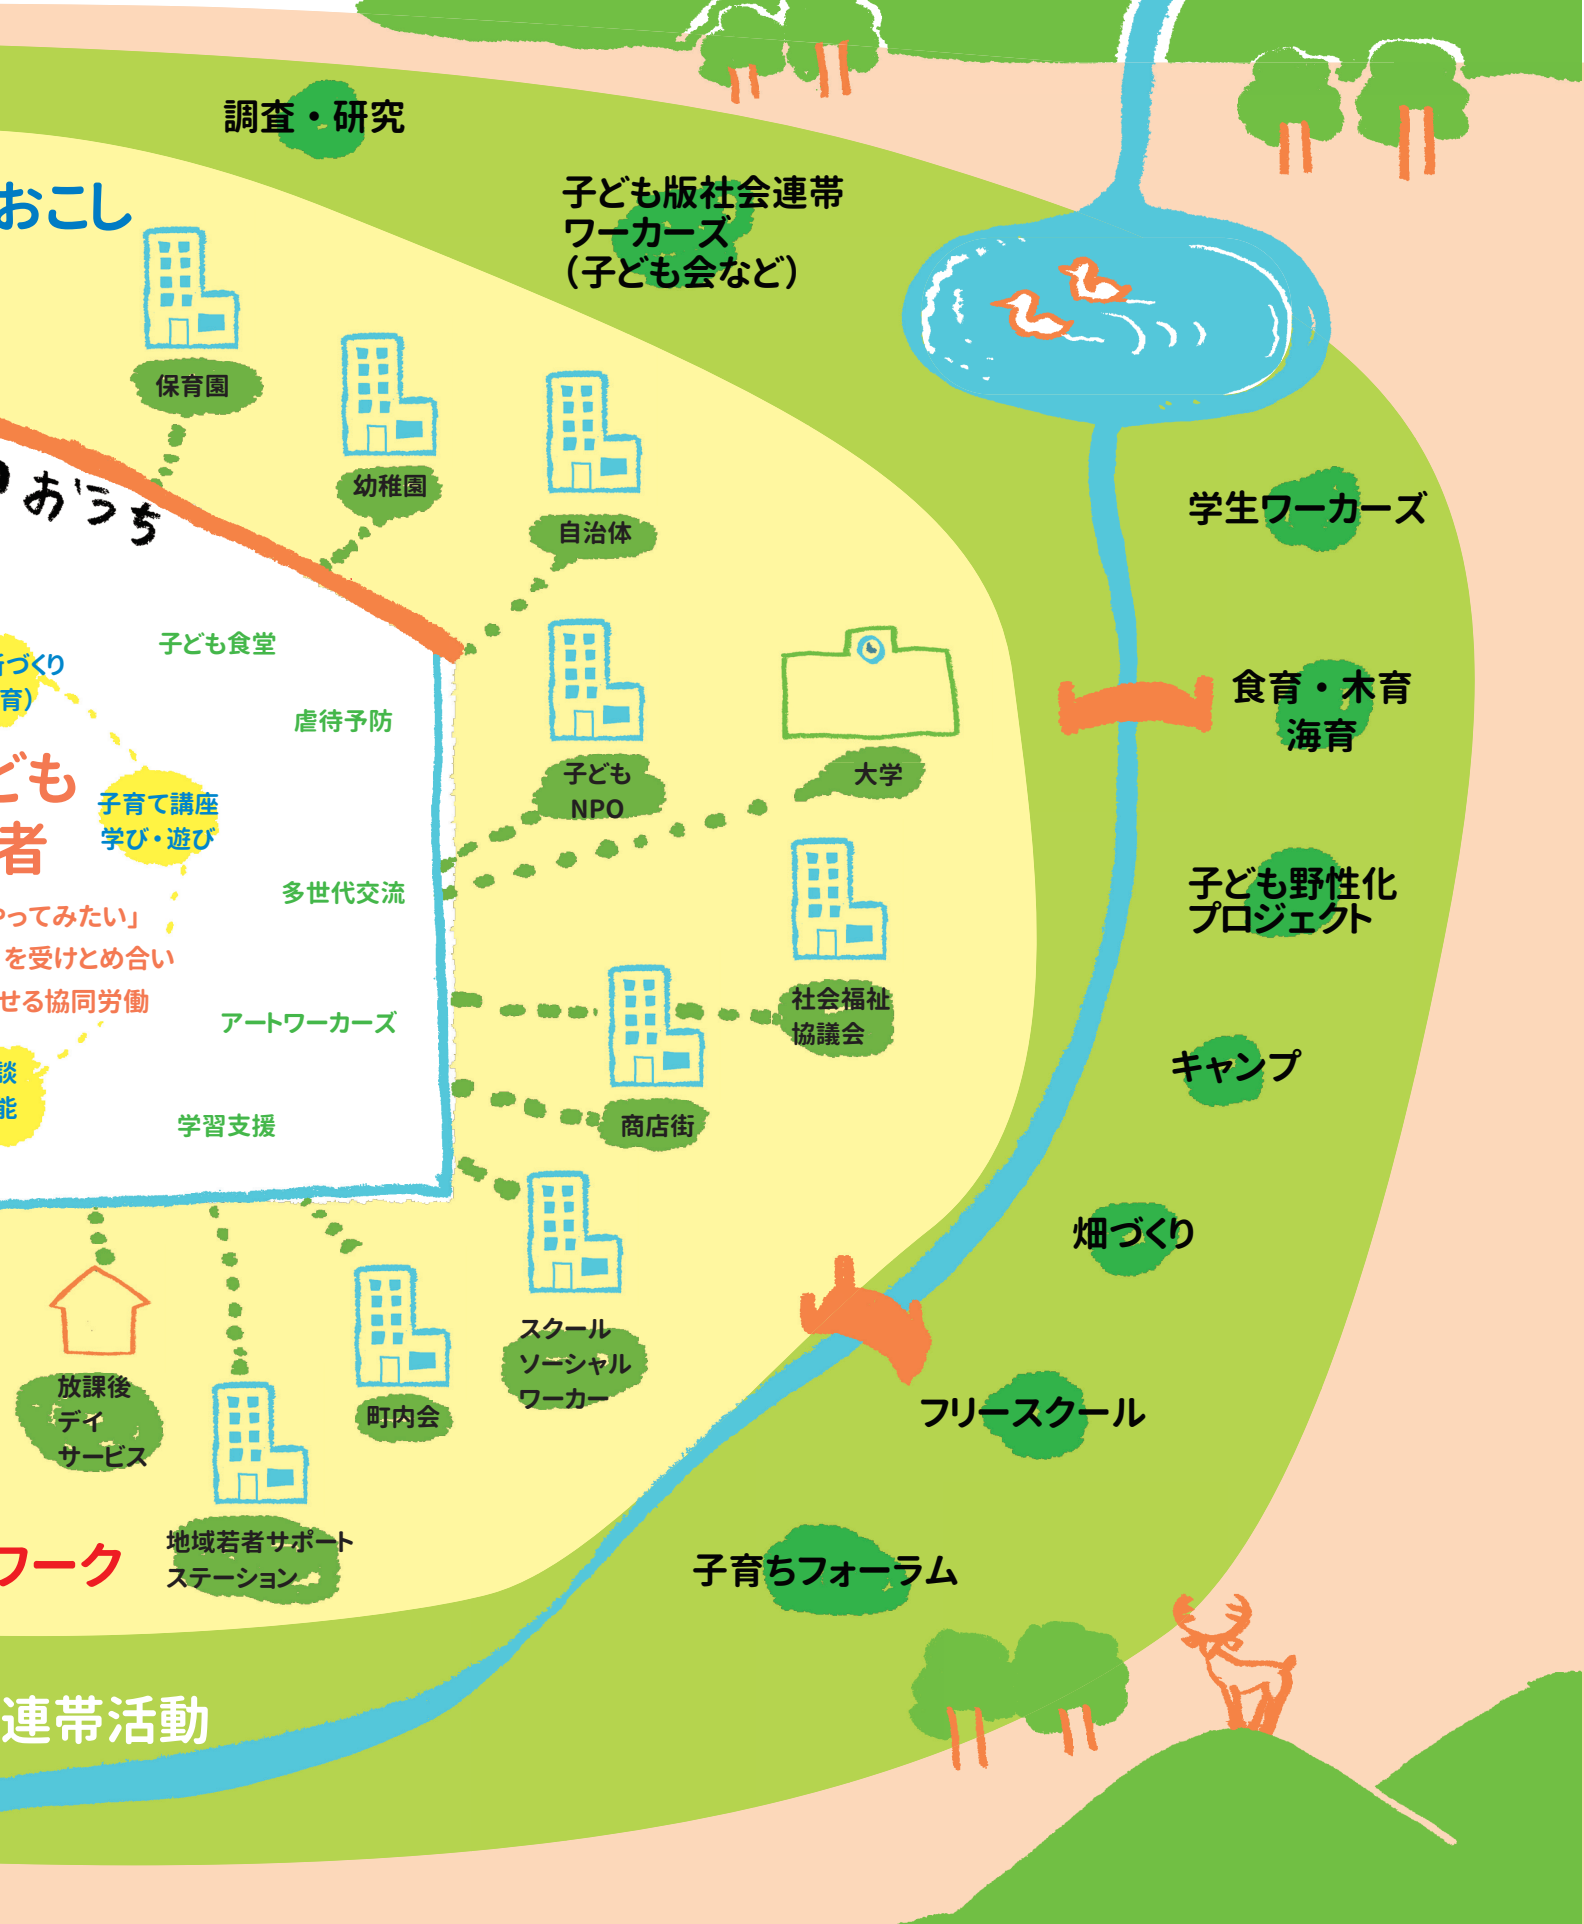 調査・研究
子ども版社会連帯
ワーカーズ
（子ども会など）
おこし
保育園
幼稚園
自治体
おうち
学生ワーカーズ
子ども食堂
づくり
育）
虐待予防
子ども
NPO
大学
食育・木育
海育
ども
者
子育て講座
学び・遊び
多世代交流
子ども野性化
プロジェクト
やってみたい」
を受けとめ合い
せる協同労働
社会福祉
協議会
アートワーカーズ
キャンプ
談
能
学習支援
商店街
畑づくり
スクール
ソーシャル
ワーカー
放課後
デイ
サービス
町内会
フリースクール
ワーク
地域若者サポート
ステーション
子育ちフォーラム
連帯活動